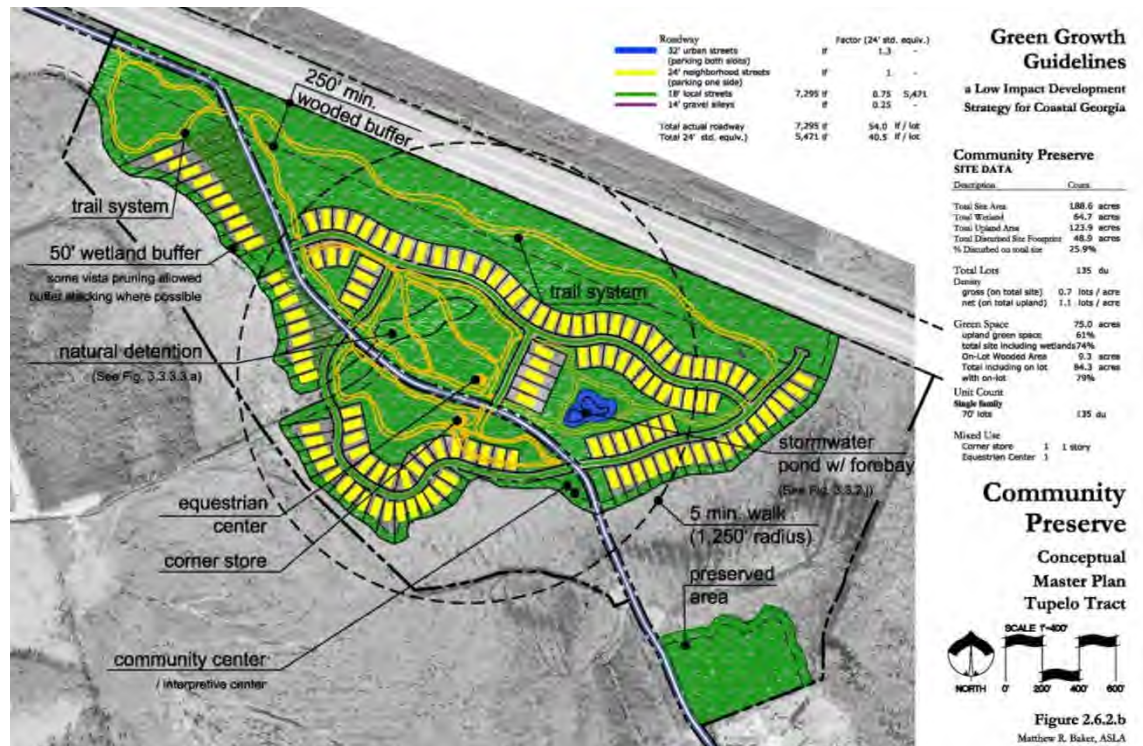 Roadway Factor (24' std. equiv.)
32' urban streets lf 1.3 -
(parking both sides)
24' neighborhood streets lf 1 -
(parking one side)
18' local streets 7,295 lf 0.75 5,471
14' gravel alleys lf 0.25 -
Total actual roadway 7,295 lf 54.0 lf / lot
Total 24' std. equiv.) 5,471 lf 40.5 lf / lot
Green Growth
Guidelines
a Low Impact Development
Strategy for Coastal Georgia
Community Preserve
SITE DATA
Description Count
Total Site Area 188.6 acres
Total Wetland 64.7 acres
Total Upland Area 123.9 acres
Total Disturbed Site Footprint 48.9 acres
% Disturbed on total site 25.9%
Total Lots 135 du
Density
gross (on total site) 0.7 lots / acre
net (on total upland) 1.1 lots / acre
Green Space 75.0 acres
upland green space 61%
total site including wetlands 74%
On-Lot Wooded Area 9.3 acres
Total including on lot 84.3 acres
with on-lot 79%
Unit Count
Single family
70' lots 135 du
Mixed Use
Corner store 1 1 story
Equestrian Center 1
Community
Preserve
Conceptual
Master Plan
Tupelo Tract
SCALE 1"=400'
NORTH 0' 200' 400' 600'
Figure 2.6.2.b
Matthew R. Baker, ASLA
250' min.
wooded buffer
trail system
50' wetland buffer
some vista pruning allowed
buffer stacking where possible
trail system
natural detention
(See Fig. 3.3.3.3.a)
stormwater
pond w/ forebay
(See Fig. 3.3.2.j)
equestrian
center
5 min. walk
(1,250' radius)
corner store
preserved
area
community center
/ interpretive center